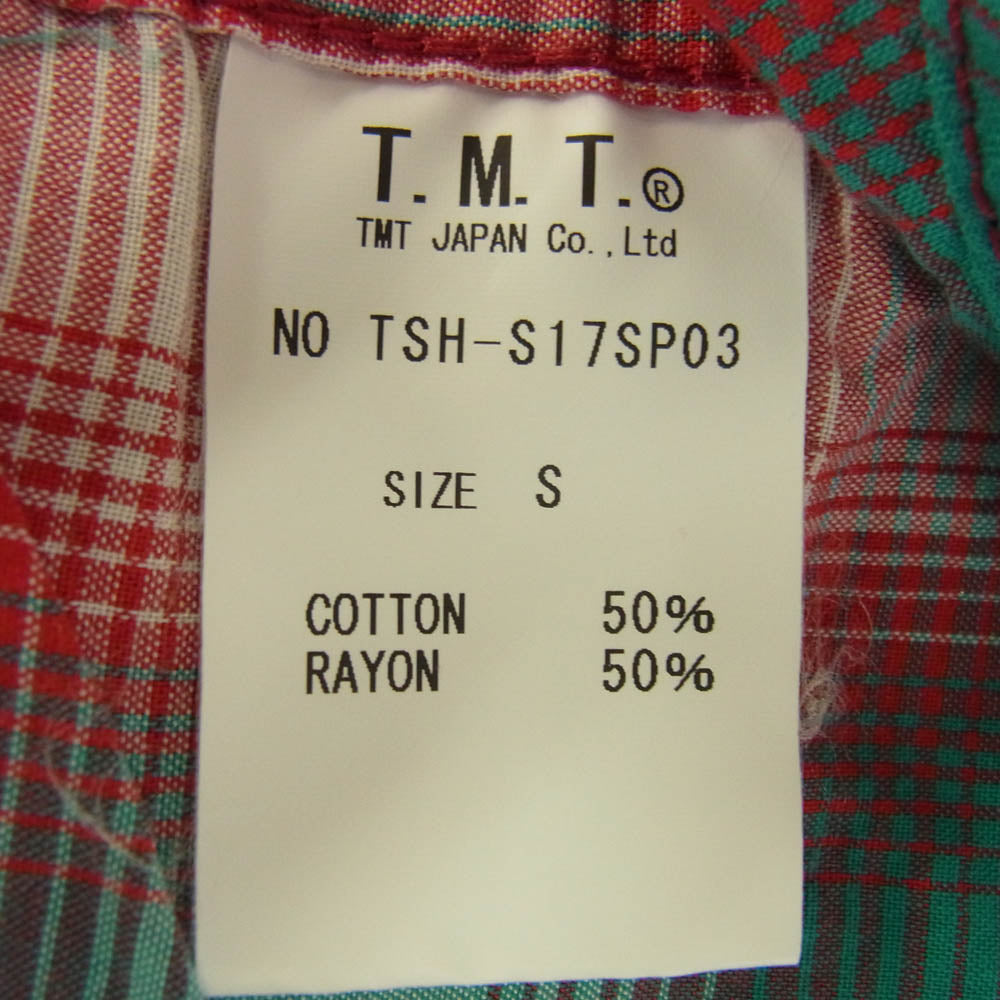 T. M. T.®
TMT JAPAN Co.,Ltd
NO TSH-S17SP03
SIZE S
COTTON 50%
RAYON 50%